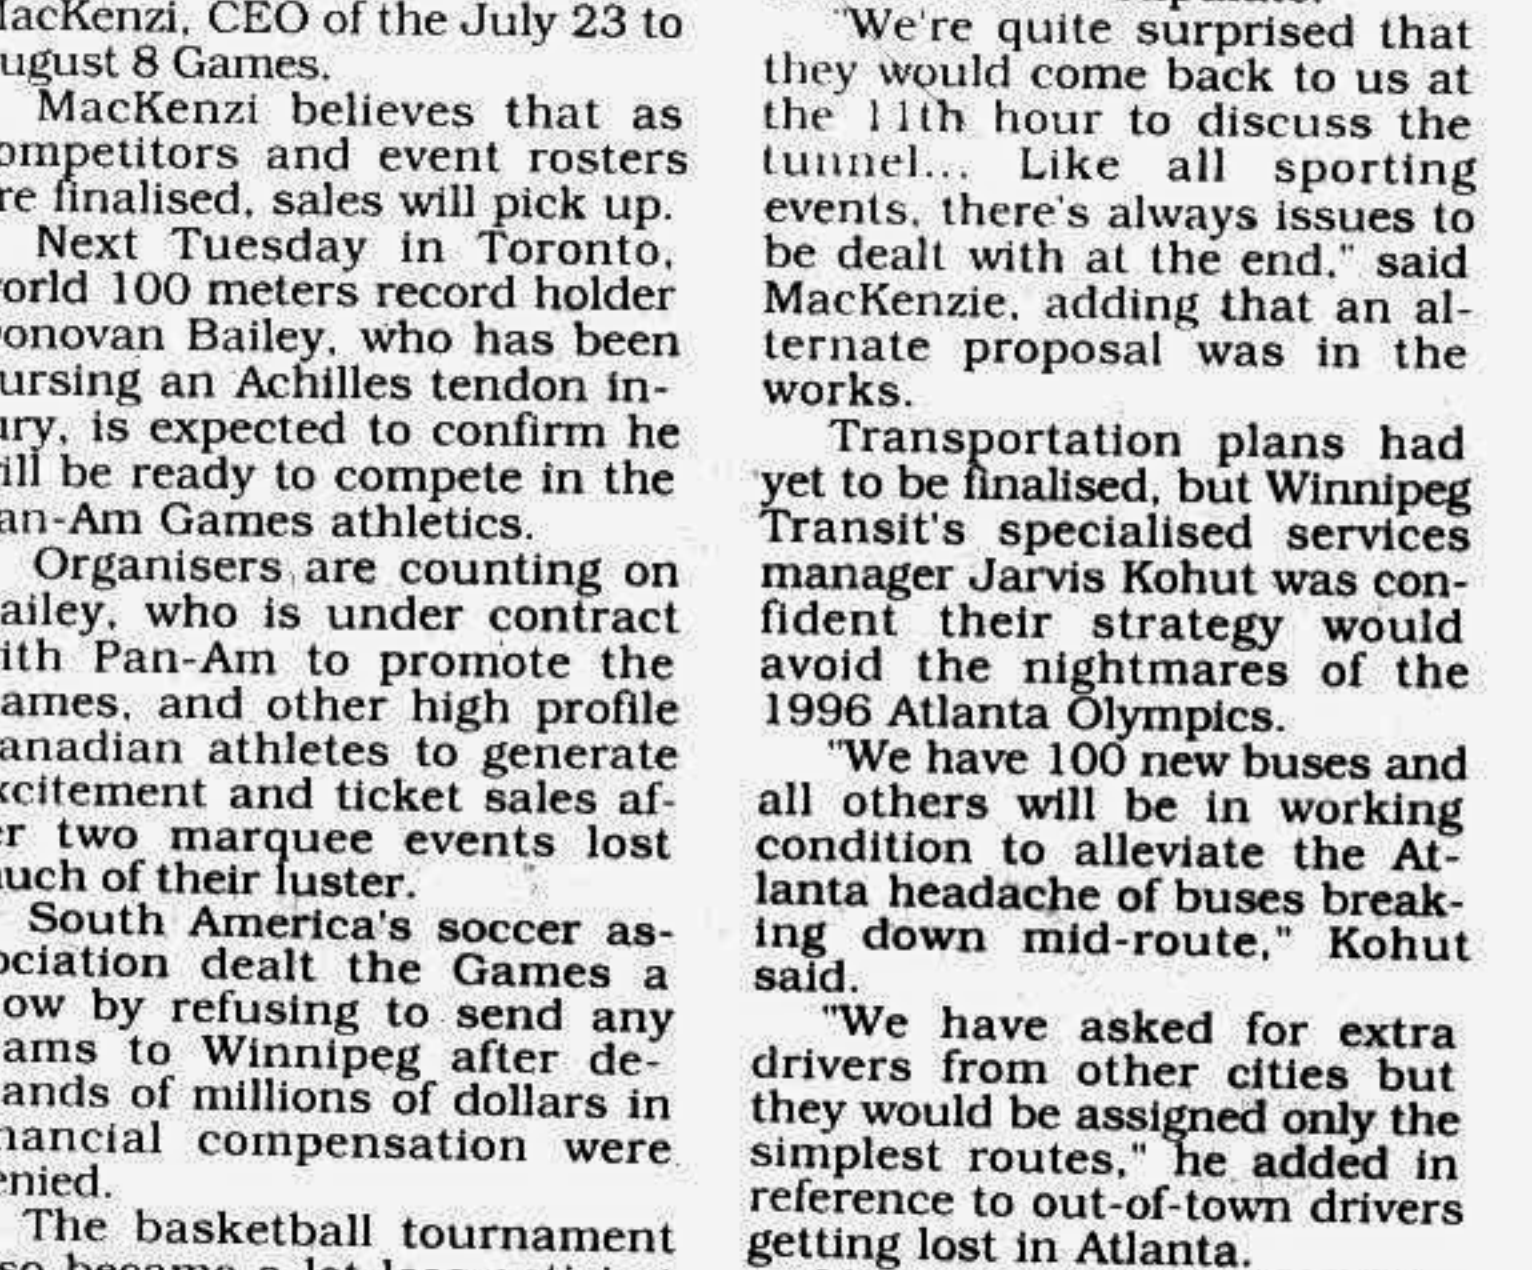 MacKenzi, CEO of the July 23 to
ugust 8 Games.
MacKenzi believes that as
ompetitors and event rosters
re finalised, sales will pick up.
Next Tuesday in Toronto,
orld 100 meters record holder
onovan Bailey, who has been
ursing an Achilles tendon in-
ury, is expected to confirm he
ill be ready to compete in the
an-Am Games athletics.
Organisers are counting on
ailey, who is under contract
ith Pan-Am to promote the
ames, and other high profile
anadian athletes to generate
xcitement and ticket sales af-
er two marquee events lost
uch of their luster.
South America's soccer as-
ociation dealt the Games a
ow by refusing to send any
ams to Winnipeg after de-
ands of millions of dollars in
nancial compensation were
enied.
The basketball tournament
"We're quite surprised that
they would come back to us at
the 11th hour to discuss the
tunnel... Like all sporting
events, there's always issues to
be dealt with at the end," said
MacKenzie, adding that an al-
ternate proposal was in the
works.
Transportation plans had
yet to be finalised, but Winnipeg
Transit's specialised services
manager Jarvis Kohut was con-
fident their strategy would
avoid the nightmares of the
1996 Atlanta Olympics.
"We have 100 new buses and
all others will be in working
condition to alleviate the At-
lanta headache of buses break-
ing down mid-route," Kohut
said.
"We have asked for extra
drivers from other cities but
they would be assigned only the
simplest routes," he added in
reference to out-of-town drivers
getting lost in Atlanta.